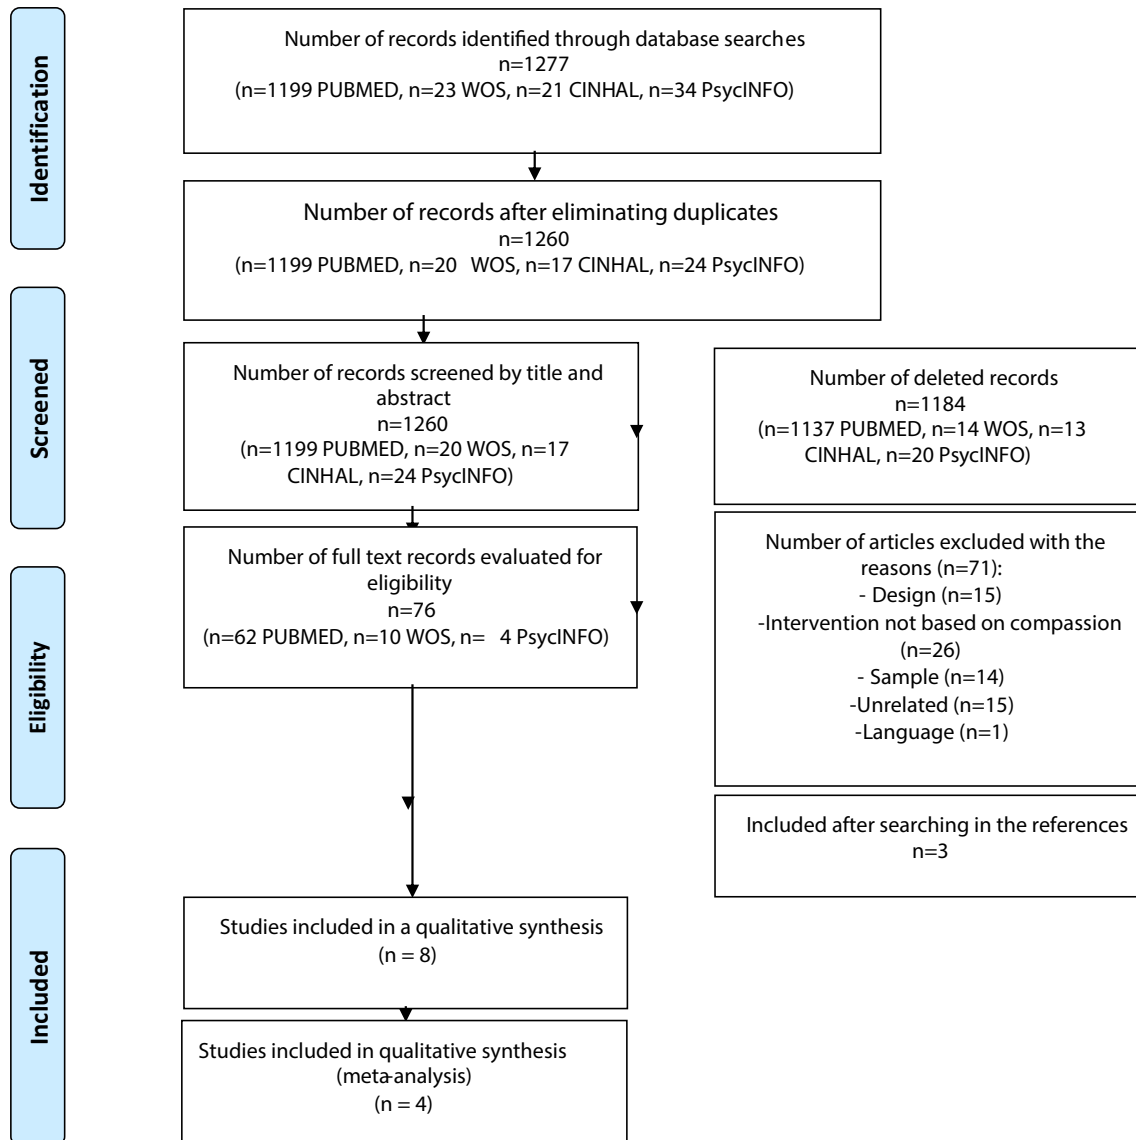 Identification
Number of records identified through database searches
n=1277
(n=1199 PUBMED, n=23 WOS, n=21 CINHAL, n=34 PsycINFO)
Number of records after eliminating duplicates
n=1260
(n=1199 PUBMED, n=20 WOS, n=17 CINHAL, n=24 PsycINFO)
Screened
Number of records screened by title and
abstract
n=1260
(n=1199 PUBMED, n=20 WOS, n=17
CINHAL, n=24 PsycINFO)
Number of deleted records
n=1184
(n=1137 PUBMED, n=14 WOS, n=13
CINHAL, n=20 PsycINFO)
Eligibility
Number of full text records evaluated for
eligibility
n=76
(n=62 PUBMED, n=10 WOS, n= 4 PsycINFO)
Number of articles excluded with the
reasons (n=71):
- Design (n=15)
-Intervention not based on compassion
(n=26)
- Sample (n=14)
-Unrelated (n=15)
-Language (n=1)
Included after searching in the references
n=3
Included
Studies included in a qualitative synthesis
(n = 8)
Studies included in qualitative synthesis
(meta-analysis)
(n = 4)